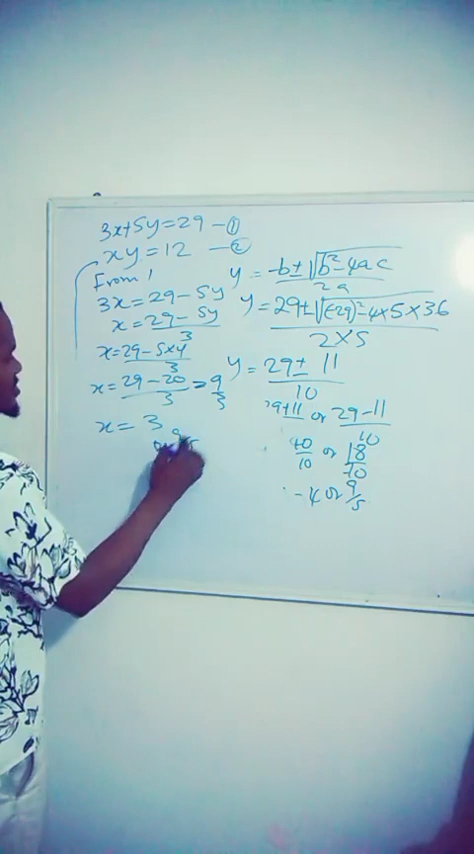 3x+5y=29 -①
xy=12 -②
From 1
3x=29-5y
x=29-5y/3
x=29-5x4/3
x=29-20/3=9/3
x=3
y=-b±√b²-4ac/2a
y=29±√(-29)²-4×5×36/2×5
y=29±11/10
29+11 or 29-11/10
40/10 or 18/10
4 or 9/5